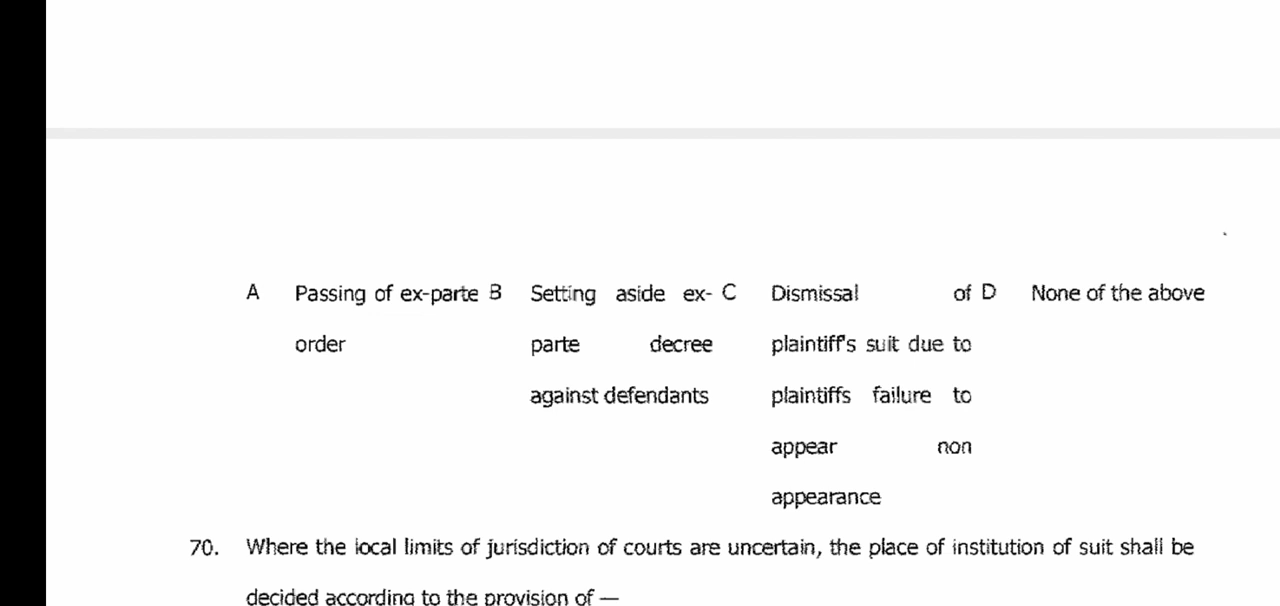 A Passing of ex-parte B Setting aside ex- C Dismissal of D None of the above
order parte decree plaintiff's suit due to
against defendants plaintiffs failure to
appear non
appearance
70. Where the local limits of jurisdiction of courts are uncertain, the place of institution of suit shall be
decided according to the provision of —